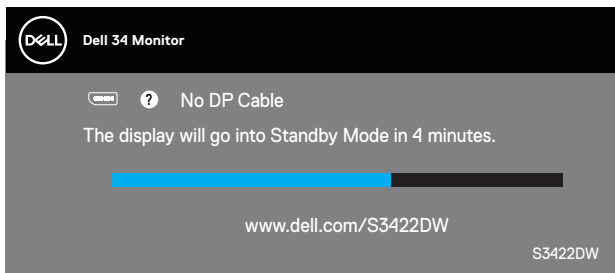 DELL
Dell 34 Monitor
? No DP Cable
The display will go into Standby Mode in 4 minutes.
www.dell.com/S3422DW
S3422DW